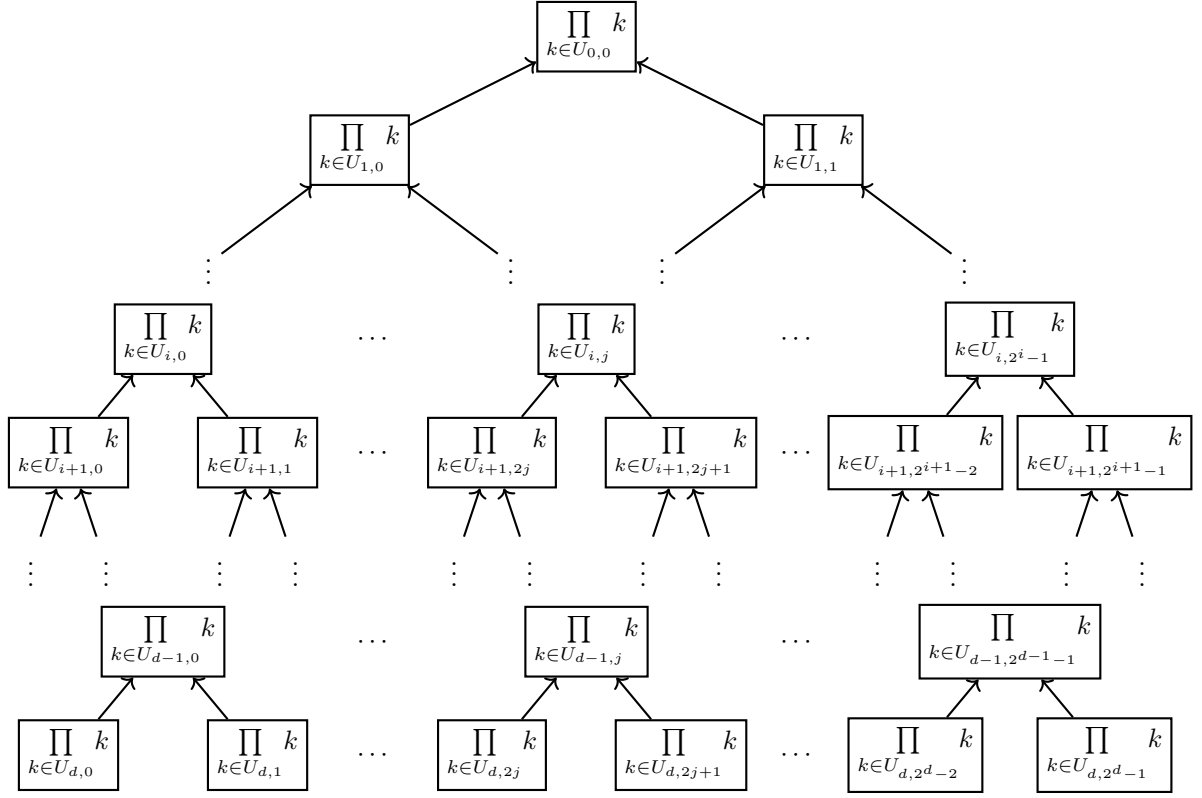 ∏_{k∈U_{0,0}} k
∏_{k∈U_{1,0}} k ∏_{k∈U_{1,1}} k
⋮ ⋮ ⋮ ⋮
∏_{k∈U_{i,0}} k … ∏_{k∈U_{i,j}} k … ∏_{k∈U_{i,2^i−1}} k
∏_{k∈U_{i+1,0}} k ∏_{k∈U_{i+1,1}} k … ∏_{k∈U_{i+1,2j}} k ∏_{k∈U_{i+1,2j+1}} k … ∏_{k∈U_{i+1,2^{i+1}−2}} k ∏_{k∈U_{i+1,2^{i+1}−1}} k
⋮ ⋮ ⋮ ⋮ ⋮ ⋮ ⋮ ⋮ ⋮ ⋮ ⋮ ⋮
∏_{k∈U_{d−1,0}} k … ∏_{k∈U_{d−1,j}} k … ∏_{k∈U_{d−1,2^{d−1}−1}} k
∏_{k∈U_{d,0}} k ∏_{k∈U_{d,1}} k … ∏_{k∈U_{d,2j}} k ∏_{k∈U_{d,2j+1}} k … ∏_{k∈U_{d,2^d−2}} k ∏_{k∈U_{d,2^d−1}} k